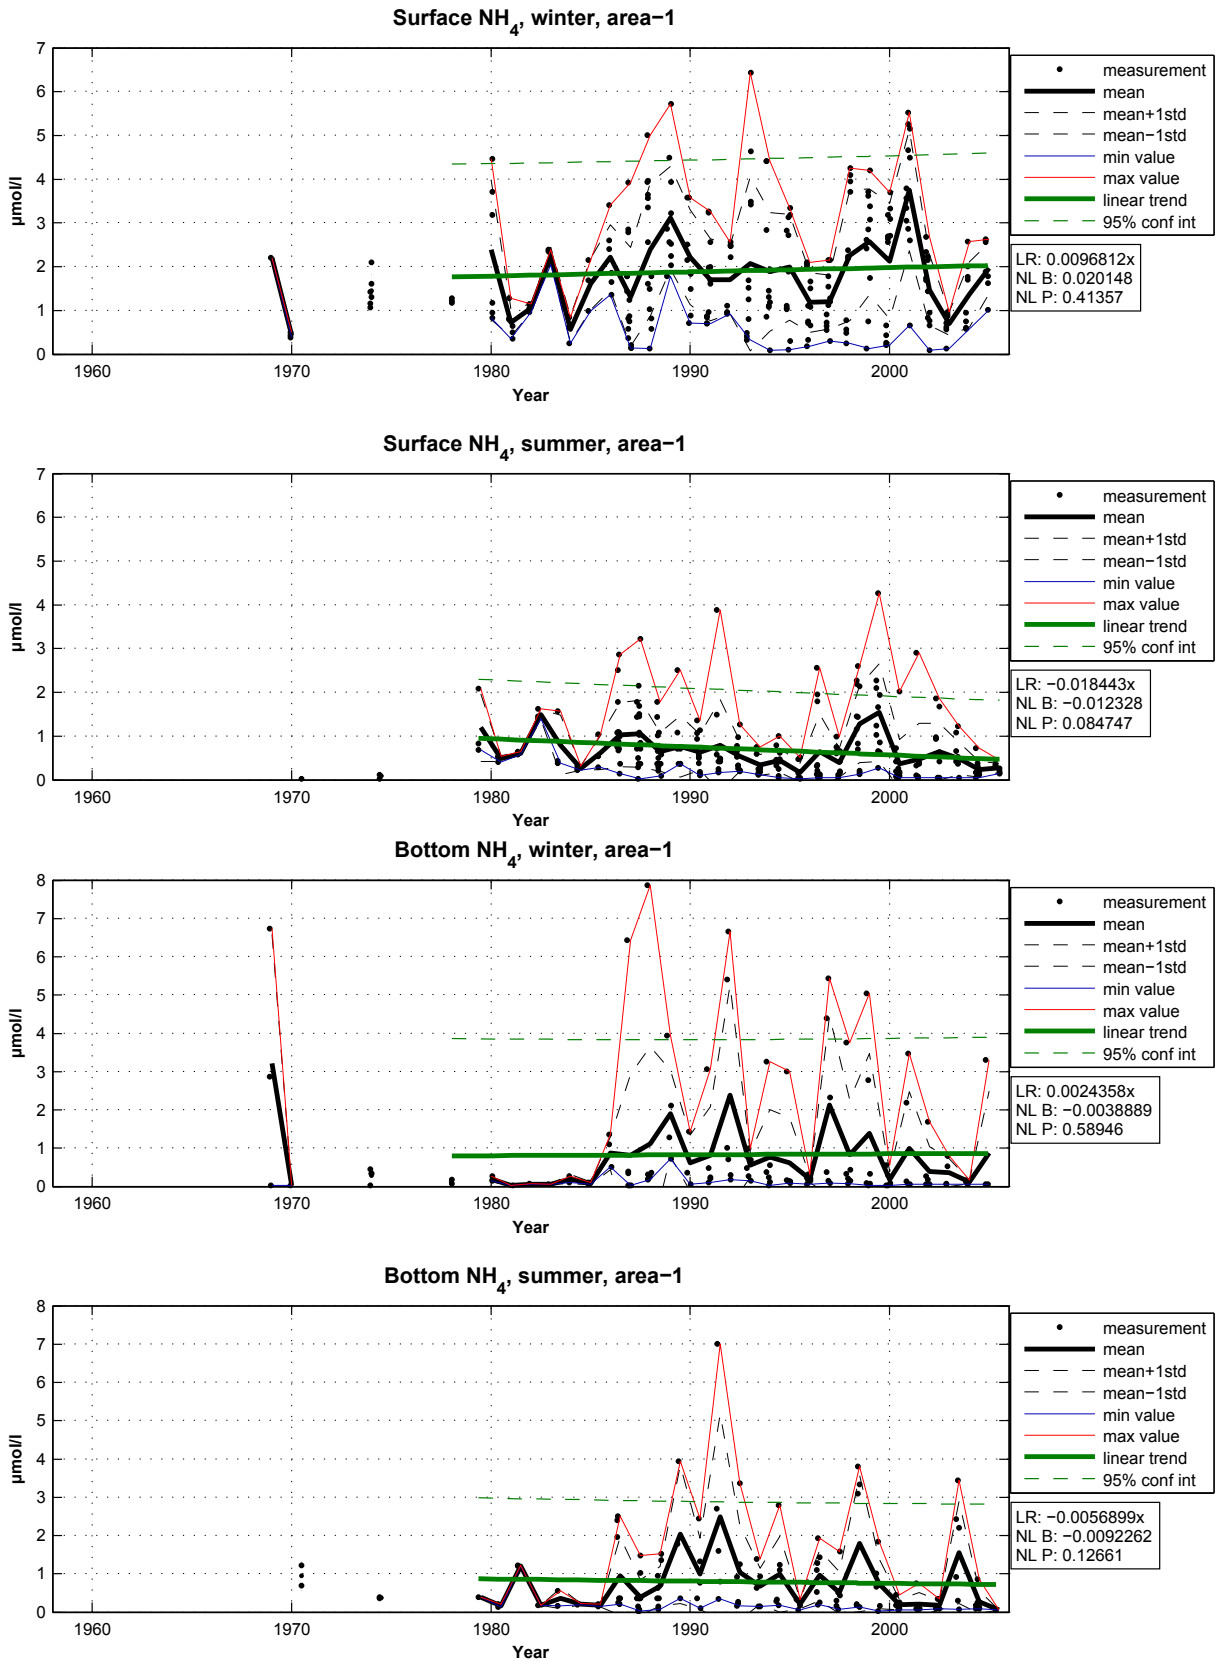 Surface NH4, winter, area−1
7
6
5
4
3
2
1
0
µmol/l
1960 1970 1980 1990 2000
Year
measurement
mean
mean+1std
mean−1std
min value
max value
linear trend
95% conf int
LR: 0.0096812x
NL B: 0.020148
NL P: 0.41357
Surface NH4, summer, area−1
7
6
5
4
3
2
1
0
µmol/l
1960 1970 1980 1990 2000
Year
measurement
mean
mean+1std
mean−1std
min value
max value
linear trend
95% conf int
LR: −0.018443x
NL B: −0.012328
NL P: 0.084747
Bottom NH4, winter, area−1
8
7
6
5
4
3
2
1
0
µmol/l
1960 1970 1980 1990 2000
Year
measurement
mean
mean+1std
mean−1std
min value
max value
linear trend
95% conf int
LR: 0.0024358x
NL B: −0.0038889
NL P: 0.58946
Bottom NH4, summer, area−1
8
7
6
5
4
3
2
1
0
µmol/l
1960 1970 1980 1990 2000
Year
measurement
mean
mean+1std
mean−1std
min value
max value
linear trend
95% conf int
LR: −0.0056899x
NL B: −0.0092262
NL P: 0.12661